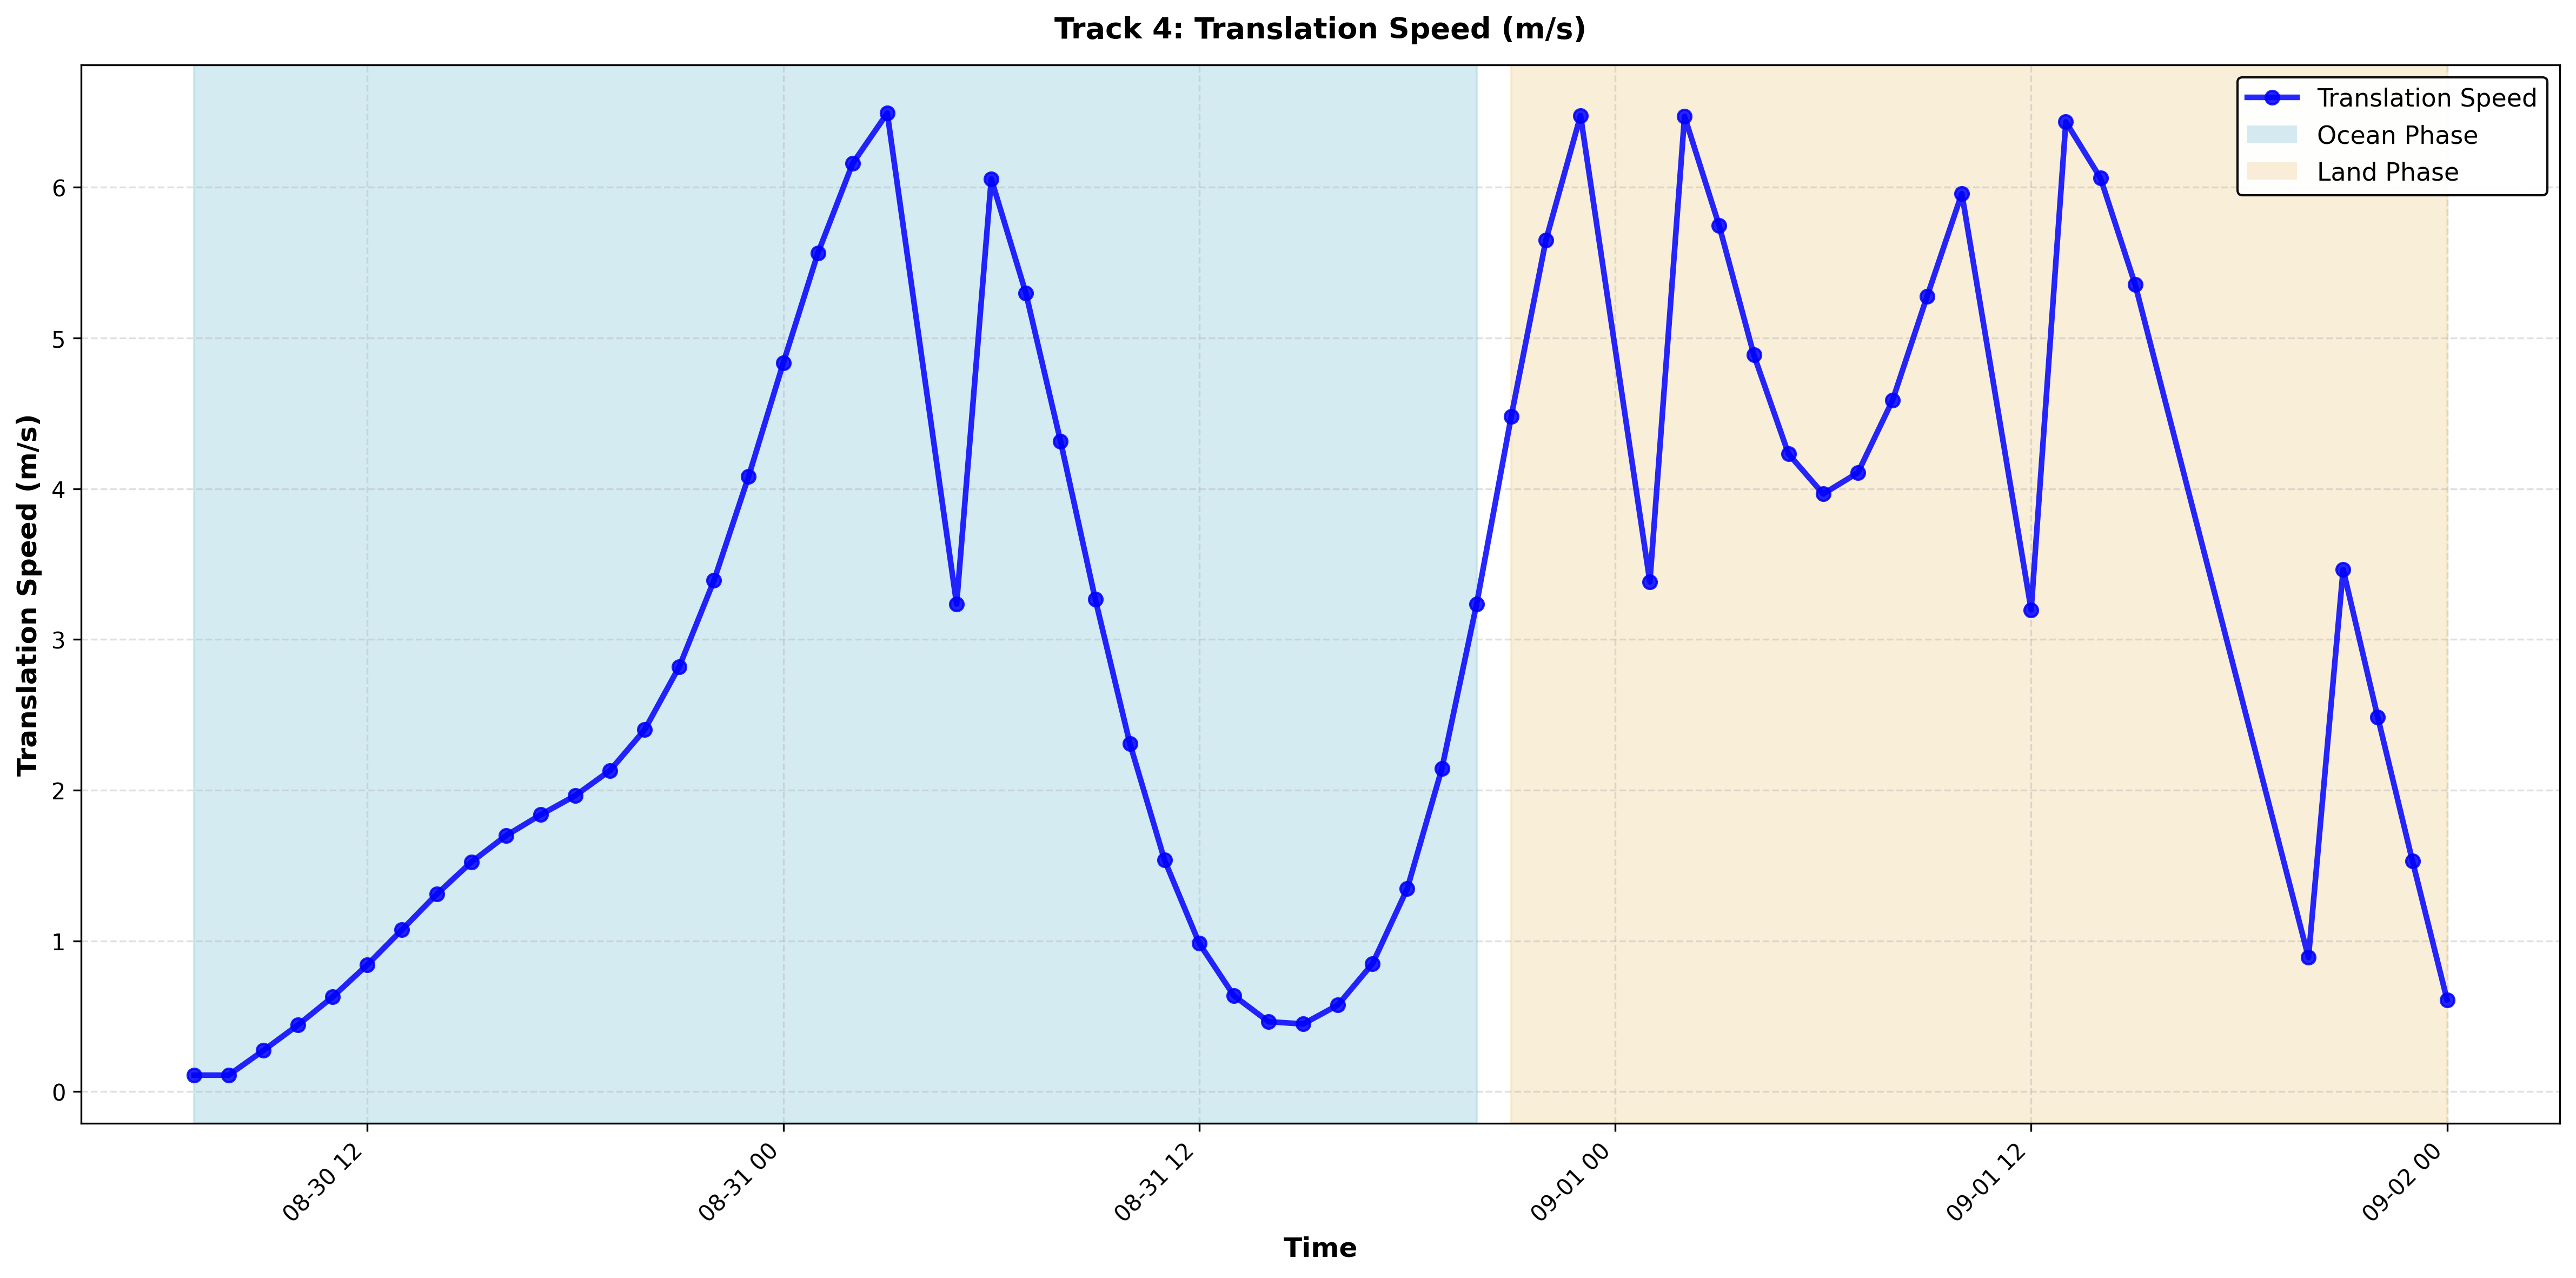 Track 4: Translation Speed (m/s)
Translation Speed
Ocean Phase
Land Phase
Translation Speed (m/s)
6
5
4
3
2
1
0
08-30 12
08-31 00
08-31 12
09-01 00
09-01 12
09-02 00
Time